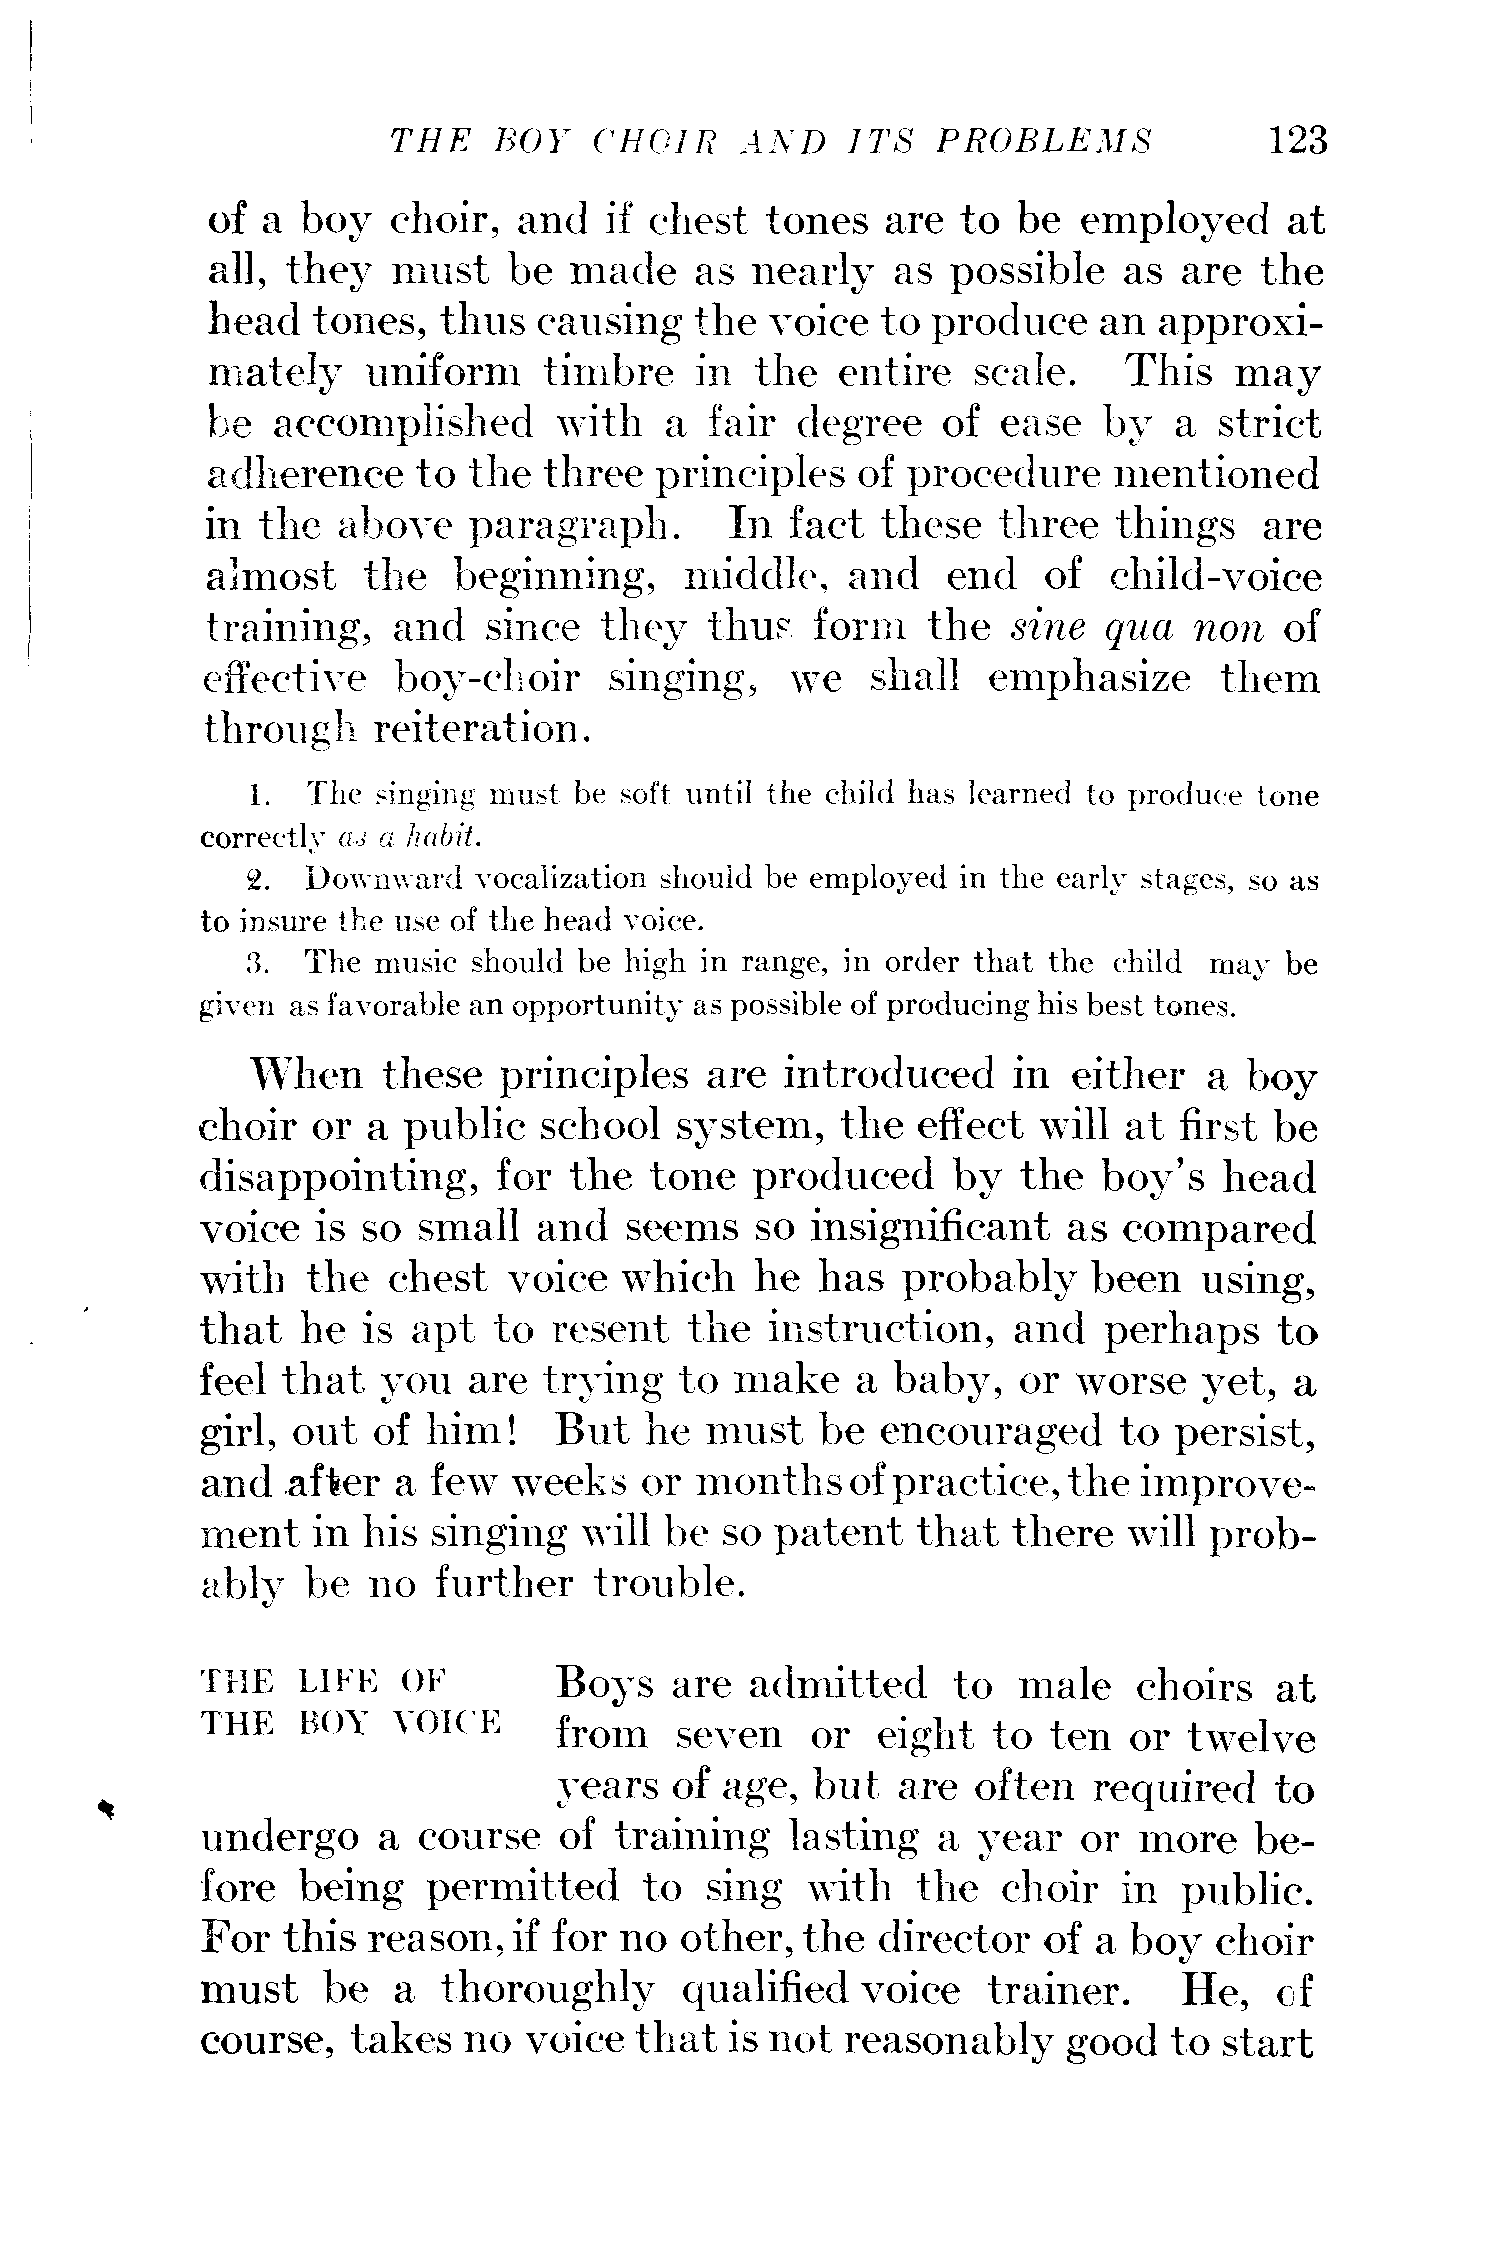 THE BOY CHOIR AND ITS PROBLEMS 123
of a boy choir, and if chest tones are to be employed at
all, they must be made as nearly as possible as are the
head tones, thus causing the voice to produce an approxi-
mately uniform timbre in the entire scale. This may
be accomplished with a fair degree of ease by a strict
adherence to the three principles of procedure mentioned
in the above paragraph. In fact these three things are
almost the beginning, middle, and end of child-voice
training, and since they thus form the sine qua non of
effective boy-choir singing, we shall emphasize them
through reiteration.
1. The singing must be soft until the child has learned to produce tone
correctly as a habit.
2. Downward vocalization should be employed in the early stages, so as
to insure the use of the head voice.
3. The music should be high in range, in order that the child may be
given as favorable an opportunity as possible of producing his best tones.
When these principles are introduced in either a boy
choir or a public school system, the effect will at first be
disappointing, for the tone produced by the boy's head
voice is so small and seems so insignificant as compared
with the chest voice which he has probably been using,
that he is apt to resent the instruction, and perhaps to
feel that you are trying to make a baby, or worse yet, a
girl, out of him! But he must be encouraged to persist,
and after a few weeks or months of practice, the improve-
ment in his singing will be so patent that there will prob-
ably be no further trouble.
THE LIFE OF
THE BOY VOICE
Boys are admitted to male choirs at
from seven or eight to ten or twelve
years of age, but are often required to
undergo a course of training lasting a year or more be-
fore being permitted to sing with the choir in public.
For this reason, if for no other, the director of a boy choir
must be a thoroughly qualified voice trainer. He, of
course, takes no voice that is not reasonably good to start